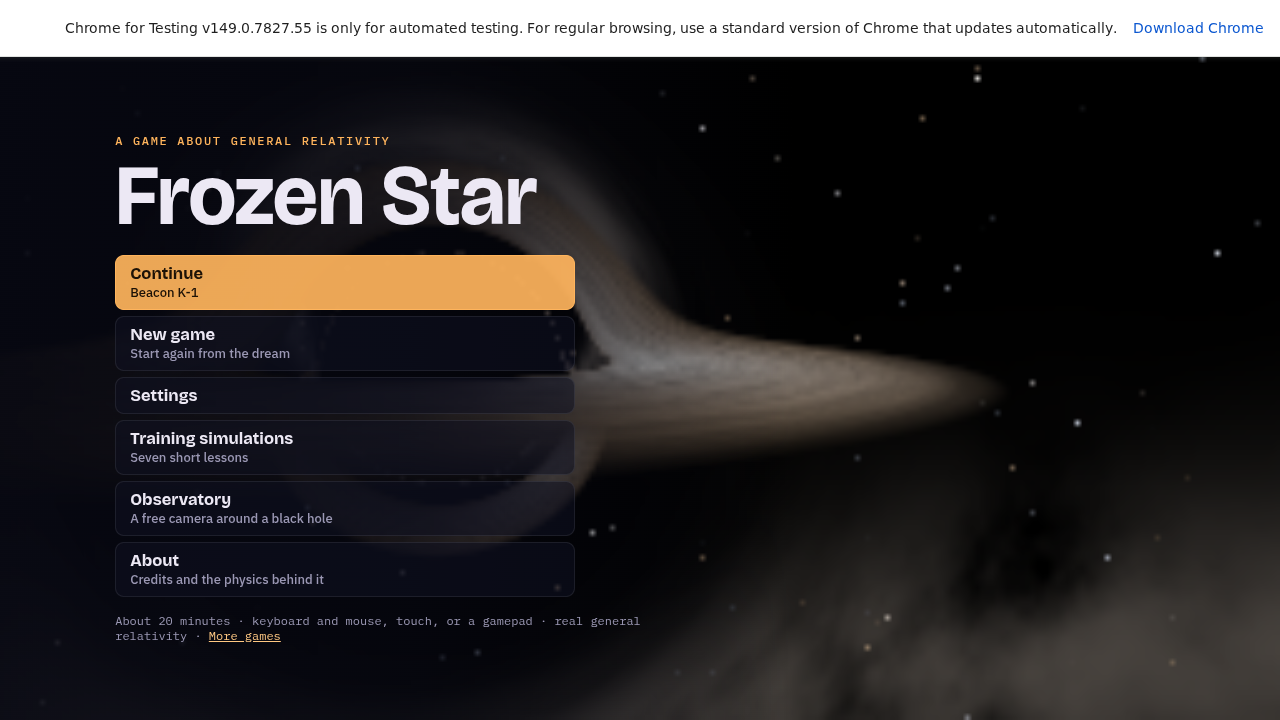 Chrome for Testing v149.0.7827.55 is only for automated testing. For regular browsing, use a standard version of Chrome that updates automatically. Download Chrome
A GAME ABOUT GENERAL RELATIVITY
Frozen Star
Continue
Beacon K-1
New game
Start again from the dream
Settings
Training simulations
Seven short lessons
Observatory
A free camera around a black hole
About
Credits and the physics behind it
About 20 minutes · keyboard and mouse, touch, or a gamepad · real general
relativity · More games